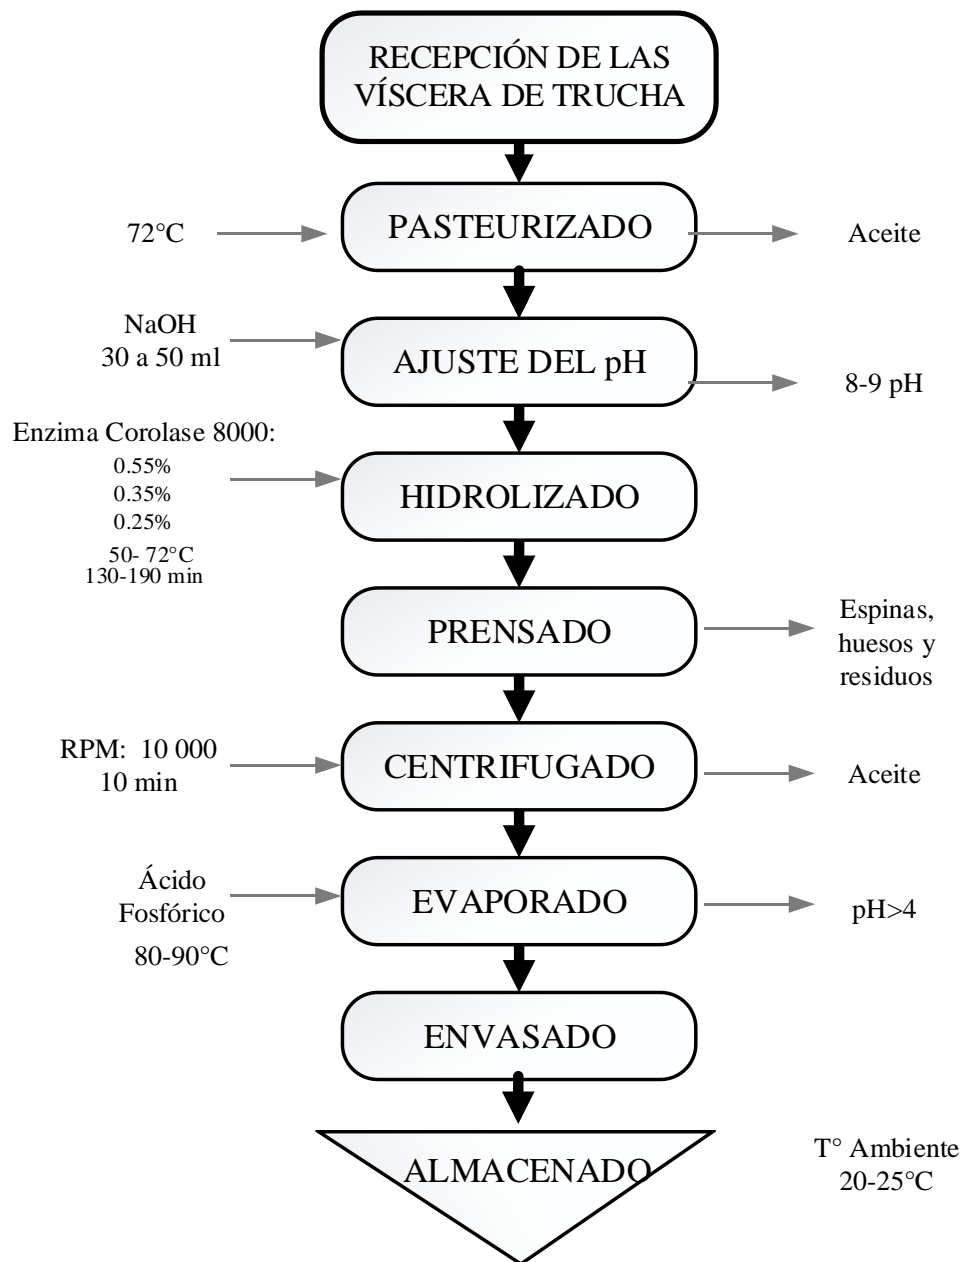 RECEPCIÓN DE LAS
VÍSCERA DE TRUCHA
72°C
PASTEURIZADO
Aceite
NaOH
30 a 50 ml
AJUSTE DEL pH
8-9 pH
Enzima Corolase 8000:
0.55%
0.35%
0.25%
50- 72°C
130-190 min
HIDROLIZADO
PRENSADO
Espinas,
huesos y
residuos
RPM: 10 000
10 min
CENTRIFUGADO
Aceite
Ácido
Fosfórico
80-90°C
EVAPORADO
pH>4
ENVASADO
ALMACENADO
T° Ambiente
20-25°C